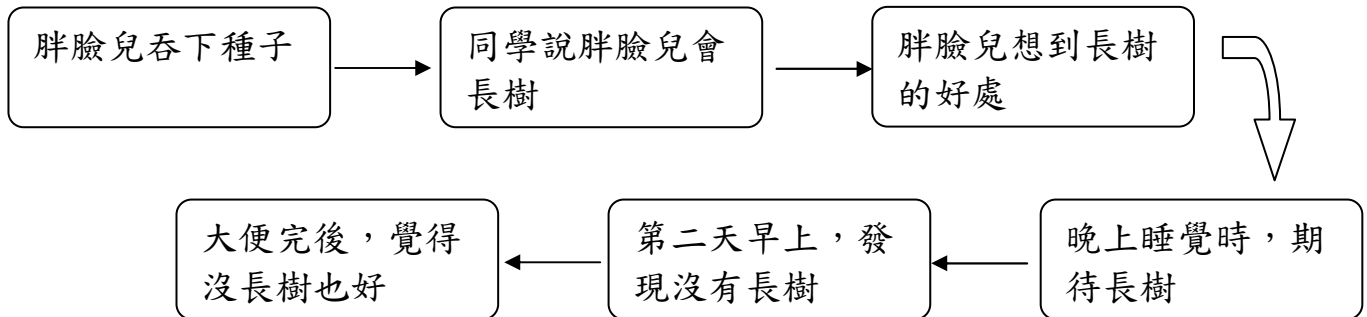 胖臉兒吞下種子
同學說胖臉兒會
長樹
胖臉兒想到長樹
的好處
晚上睡覺時，期
待長樹
第二天早上，發
現沒有長樹
大便完後，覺得
沒長樹也好